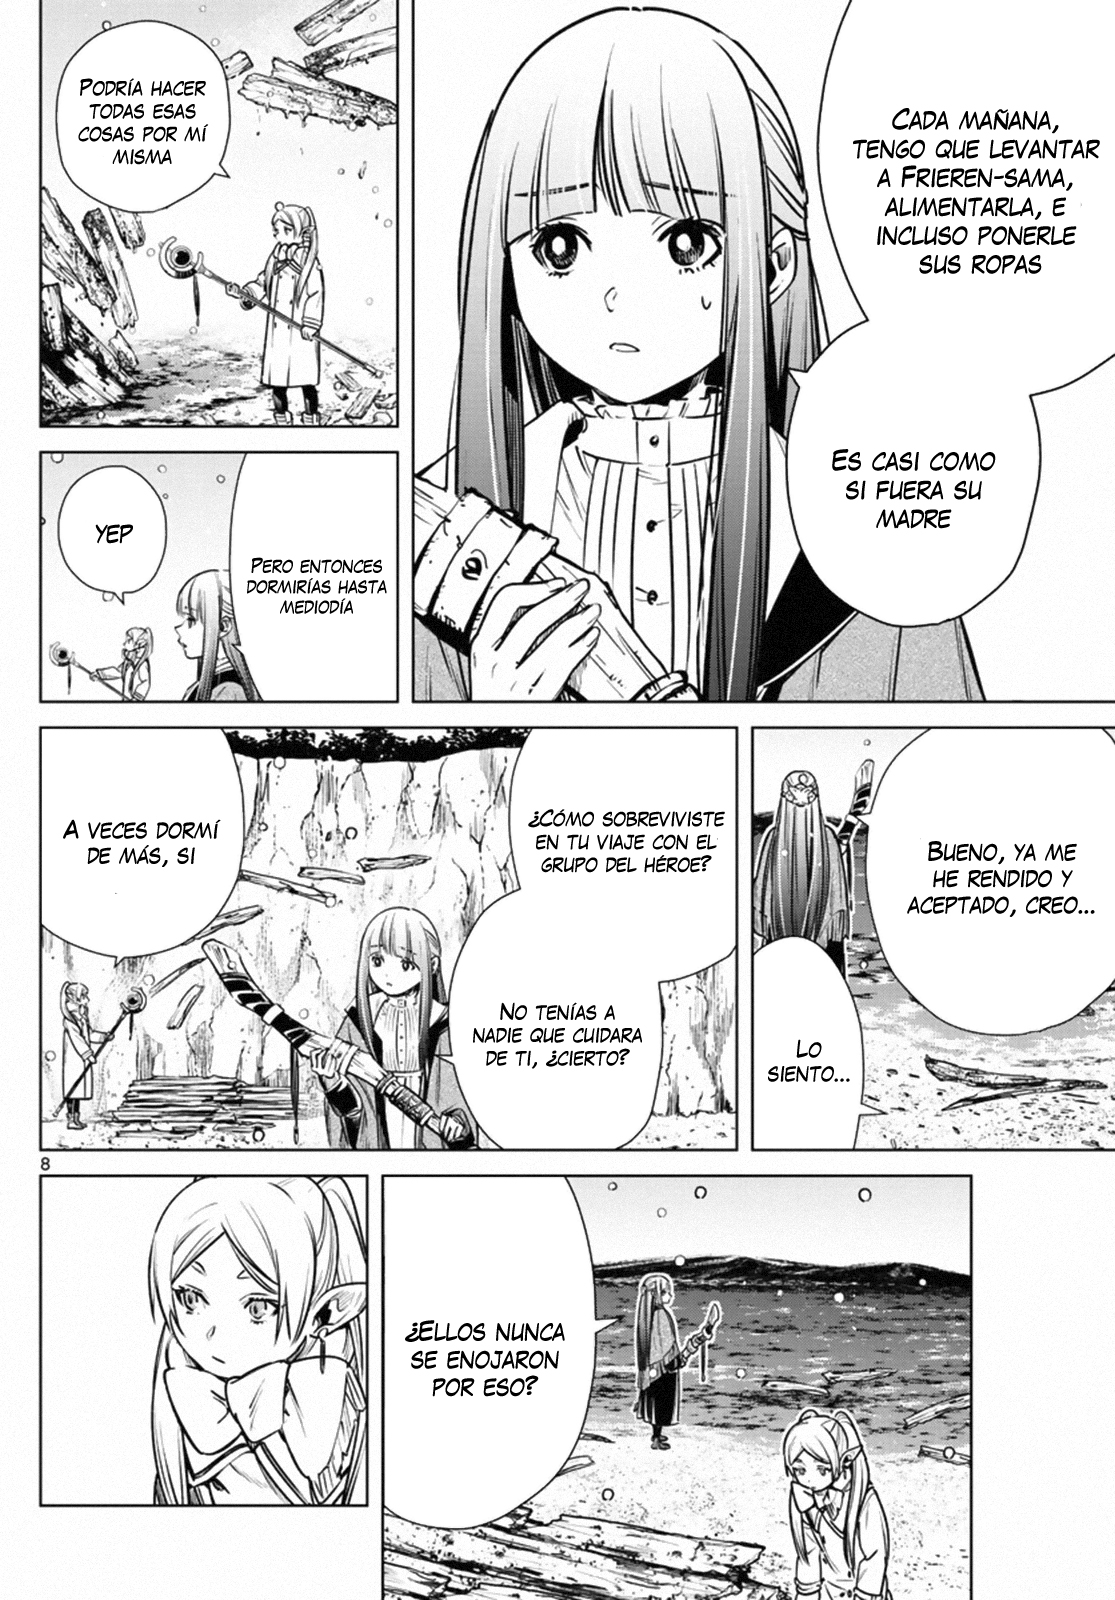 CADA MAÑANA,
TENGO QUE LEVANTAR
A FRIEREN-SAMA,
ALIMENTARLA, E
INCLUSO PONERLE
SUS ROPAS
ES CASI COMO
SI FUERA SU
MADRE
PODRÍA HACER
TODAS ESAS
COSAS POR MÍ
MISMA
PERO ENTONCES
DORMIRÍAS HASTA
MEDIODÍA
YEP
BUENO, YA ME
HE RENDIDO Y
ACEPTADO, CREO...
LO
SIENTO...
¿CÓMO SOBREVIVISTE
EN TU VIAJE CON EL
GRUPO DEL HÉROE?
NO TENÍAS A
NADIE QUE CUIDARA
DE TI, ¿CIERTO?
A VECES DORMÍ
DE MÁS, SI
8
¿ELLOS NUNCA
SE ENOJARON
POR ESO?